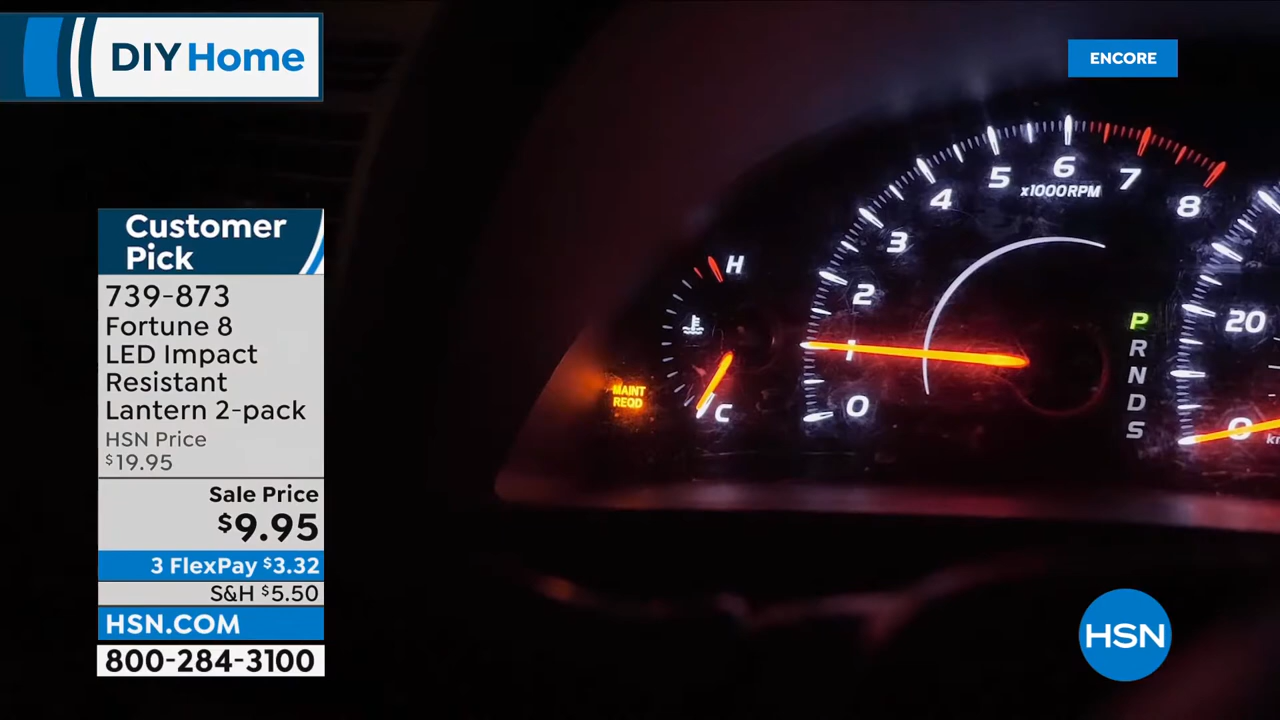 DIY Home
ENCORE
Customer
Pick
739-873
Fortune 8
LED Impact
Resistant
Lantern 2-pack
HSN Price
$19.95
Sale Price
$9.95
3 FlexPay $3.32
S&H $5.50
HSN.COM
800-284-3100
H
C
MAINT
REQD
0
1
2
3
4
5
6
7
8
x1000RPM
P
R
N
D
S
20
0
HSN